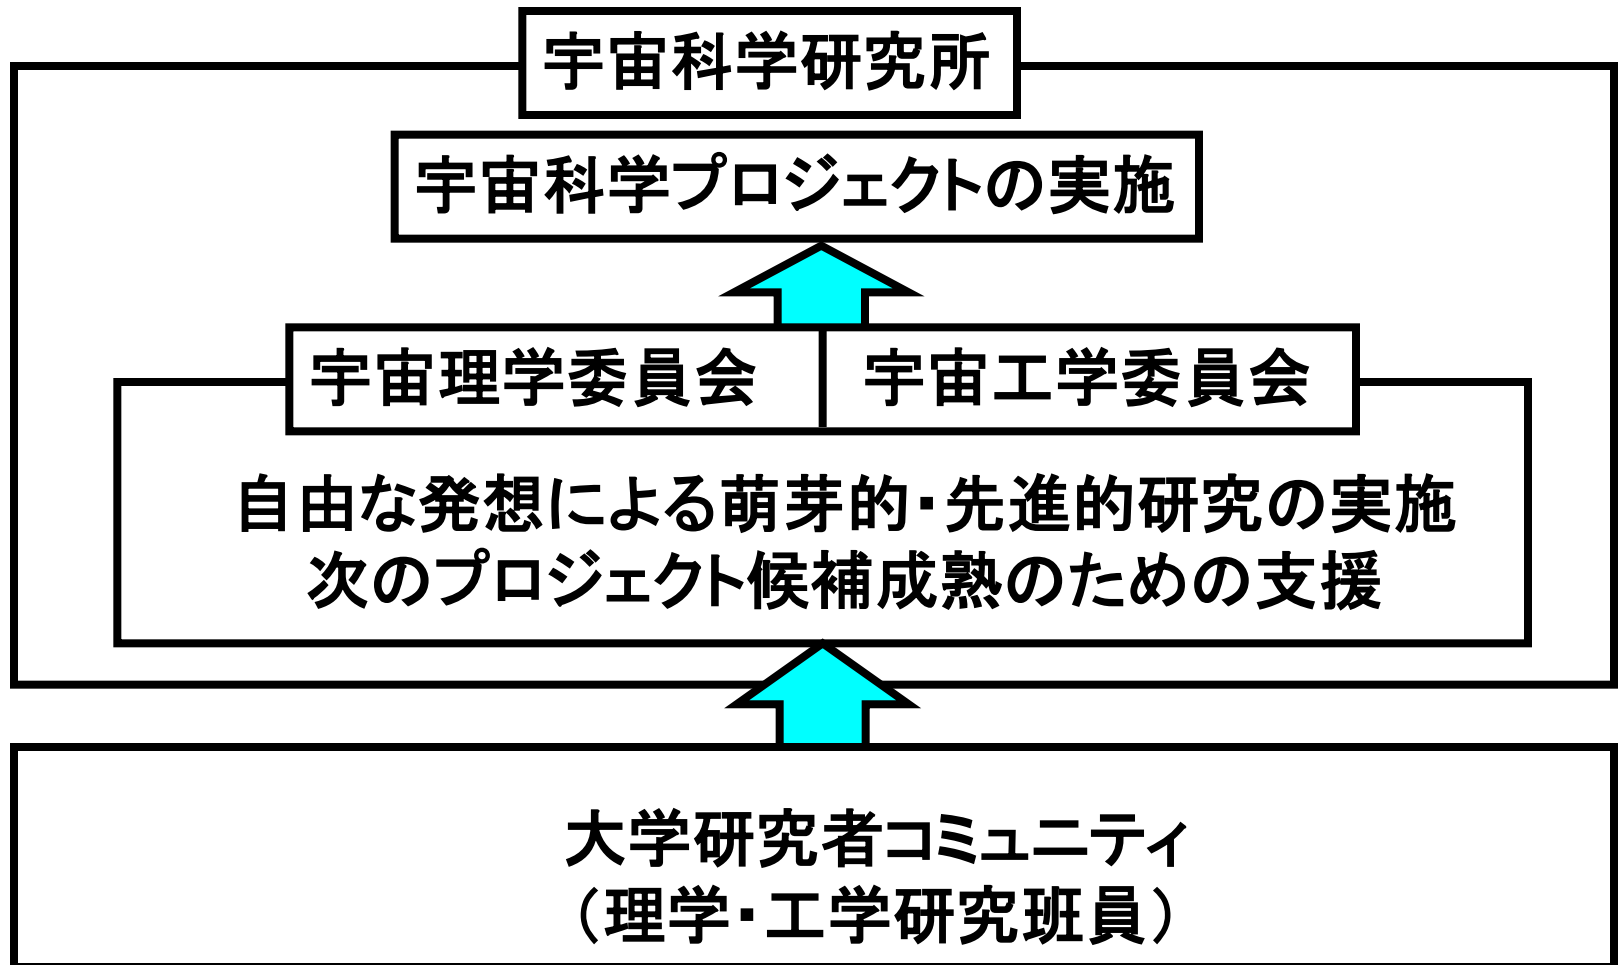 宇宙科学研究所
宇宙科学プロジェクトの実施
宇宙理学委員会 宇宙工学委員会
自由な発想による萌芽的・先進的研究の実施
次のプロジェクト候補成熟のための支援
大学研究者コミュニティ
（理学・工学研究班員）